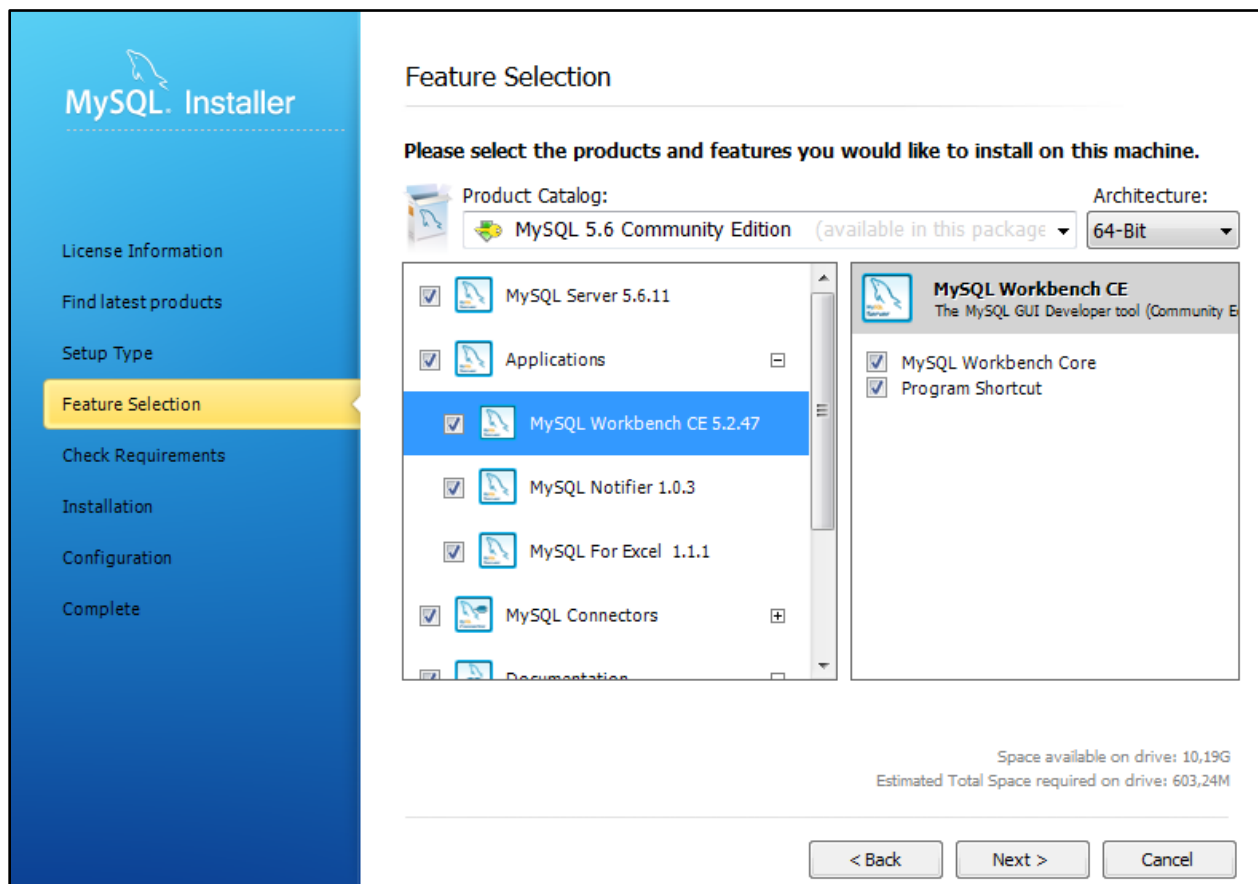 MySQL. Installer
License Information
Find latest products
Setup Type
Feature Selection
Check Requirements
Installation
Configuration
Complete
Feature Selection
Please select the products and features you would like to install on this machine.
Product Catalog:
Architecture:
MySQL 5.6 Community Edition (available in this package
64-Bit
MySQL Server 5.6.11
Applications
MySQL Workbench CE 5.2.47
MySQL Notifier 1.0.3
MySQL For Excel 1.1.1
MySQL Connectors
Documentation
MySQL Workbench CE
The MySQL GUI Developer tool (Community E
MySQL Workbench Core
Program Shortcut
Space available on drive: 10,19G
Estimated Total Space required on drive: 603,24M
< Back
Next >
Cancel